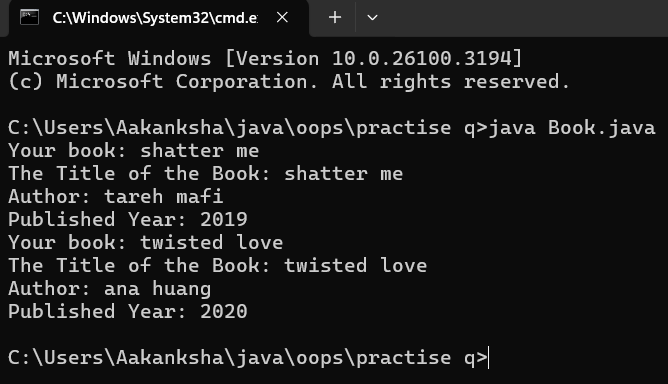 C:\Windows\System32\cmd.e
Microsoft Windows [Version 10.0.26100.3194]
(c) Microsoft Corporation. All rights reserved.
C:\Users\Aakanksha\java\oops\practise q>java Book.java
Your book: shatter me
The Title of the Book: shatter me
Author: tareh mafi
Published Year: 2019
Your book: twisted love
The Title of the Book: twisted love
Author: ana huang
Published Year: 2020
C:\Users\Aakanksha\java\oops\practise q>